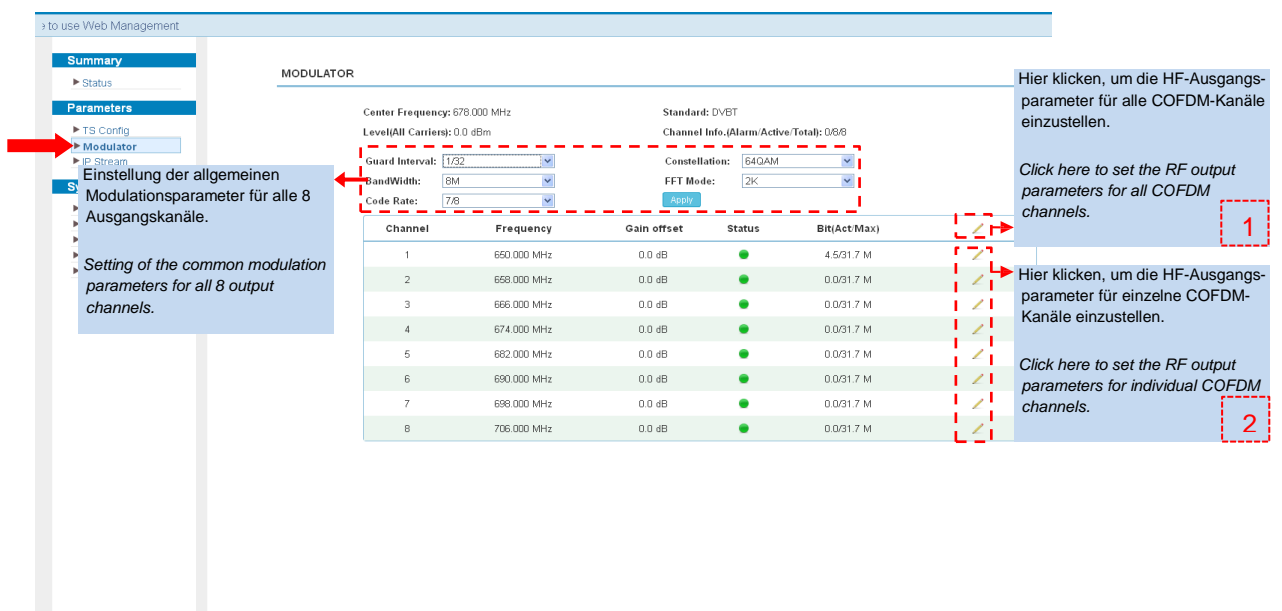 e to use Web Management
Summary
Status
Parameters
TS Config
Modulator
IP Stream
Einstellung der allgemeinen
Modulationsparameter für alle 8
Ausgangskanäle.
Setting of the common modulation
parameters for all 8 output
channels.
MODULATOR
Center Frequency: 678.000 MHz
Standard: DVBT
Level(All Carriers): 0.0 dBm
Channel Info.(Alarm/Active/Total): 0/8/8
Guard Interval: 1/32
Constellation: 64QAM
BandWidth: 8M
FFT Mode: 2K
Code Rate: 7/8
Apply
Channel Frequency Gain offset Status Bit(Act/Max)
1 650.000 MHz 0.0 dB 4.5/31.7 M
2 658.000 MHz 0.0 dB 0.0/31.7 M
3 666.000 MHz 0.0 dB 0.0/31.7 M
4 674.000 MHz 0.0 dB 0.0/31.7 M
5 682.000 MHz 0.0 dB 0.0/31.7 M
6 690.000 MHz 0.0 dB 0.0/31.7 M
7 698.000 MHz 0.0 dB 0.0/31.7 M
8 706.000 MHz 0.0 dB 0.0/31.7 M
Hier klicken, um die HF-Ausgangs-
parameter für alle COFDM-Kanäle
einzustellen.
Click here to set the RF output
parameters for all COFDM
channels.
1
Hier klicken, um die HF-Ausgangs-
parameter für einzelne COFDM-
Kanäle einzustellen.
Click here to set the RF output
parameters for individual COFDM
channels.
2